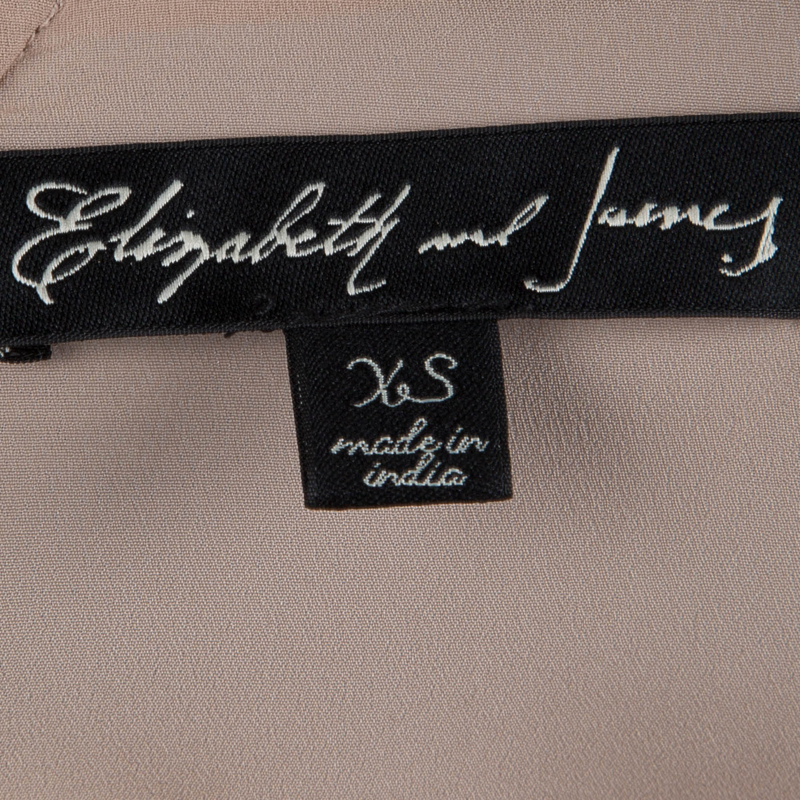 Elizabeth and James
XS
made in
india